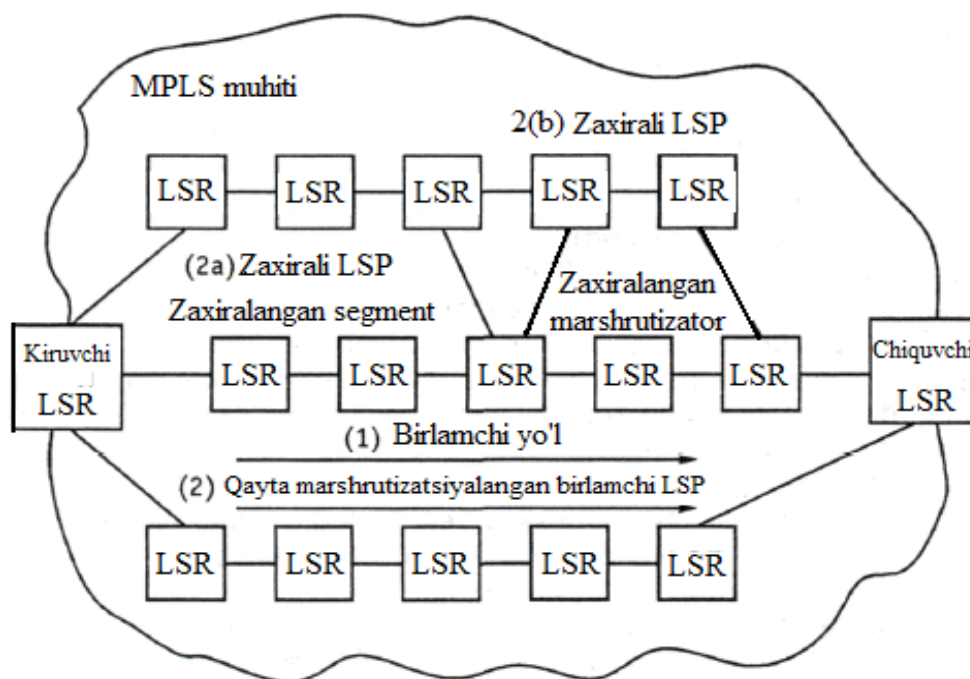 MPLS muhiti
2(b) Zaxirali LSP
LSR LSR LSR LSR LSR
(2a) Zaxirali LSP
Zaxiralangan segment
Zaxiralangan
marshrutizator
Kiruvchi
LSR
LSR LSR LSR LSR LSR
Chiquvchi
LSR
(1) Birlamchi yo'l
(2) Qayta marshrutizatsiyalangan birlamchi LSP
LSR LSR LSR LSR LSR